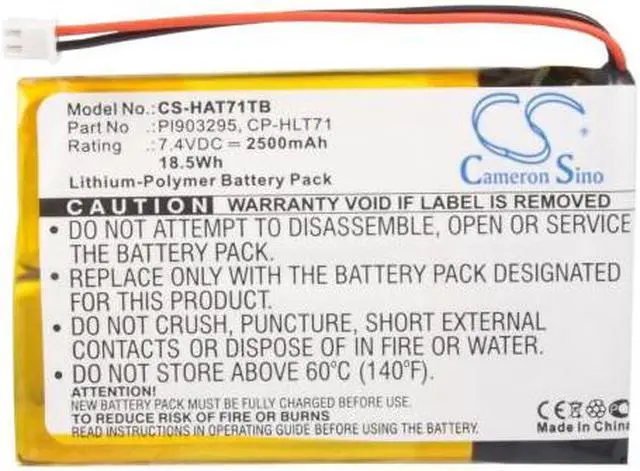 Model No.: CS-HAT71TB
Part No : PI903295, CP-HLT71
Rating : 7.4VDC = 2500mAh
18.5Wh
Lithium-Polymer Battery Pack
CS
Cameron Sino
CAUTION WARRANTY VOID IF LABEL IS REMOVED
• DO NOT ATTEMPT TO DISASSEMBLE, OPEN OR SERVICE
THE BATTERY PACK.
• REPLACE ONLY WITH THE BATTERY PACK DESIGNATED
FOR THIS PRODUCT.
• DO NOT CRUSH, PUNCTURE, SHORT EXTERNAL
CONTACTS OR DISPOSE OF IN FIRE OR WATER.
• DO NOT STORE ABOVE 60°C (140°F).
ATTENTION!
NEW BATTERY PACK MUST BE FULLY CHARGED BEFORE USE.
TO REDUCE RISK OF FIRE OR BURNS
READ INSTRUCTIONS IN OPERATING GUIDE BEFORE USING BATTERY PACK.
CE
Made In China